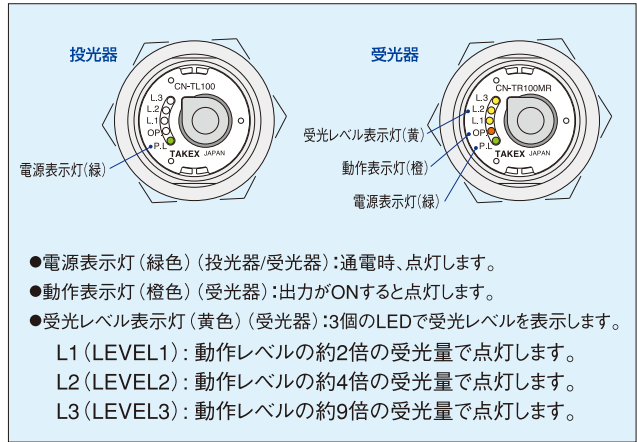 投光器
受光器
CN-TL100
L.3
L.2
L.1
OP.
P.L
TAKEX JAPAN
電源表示灯(緑)
CN-TR100MR
L.3
L.2
L.1
OP.
P.L
TAKEX JAPAN
受光レベル表示灯(黄)
動作表示灯(橙)
電源表示灯(緑)
●電源表示灯(緑色)(投光器/受光器):通電時、点灯します。
●動作表示灯(橙色)(受光器):出力がONすると点灯します。
●受光レベル表示灯(黄色)(受光器):3個のLEDで受光レベルを表示します。
L1(LEVEL1):動作レベルの約2倍の受光量で点灯します。
L2(LEVEL2):動作レベルの約4倍の受光量で点灯します。
L3(LEVEL3):動作レベルの約9倍の受光量で点灯します。